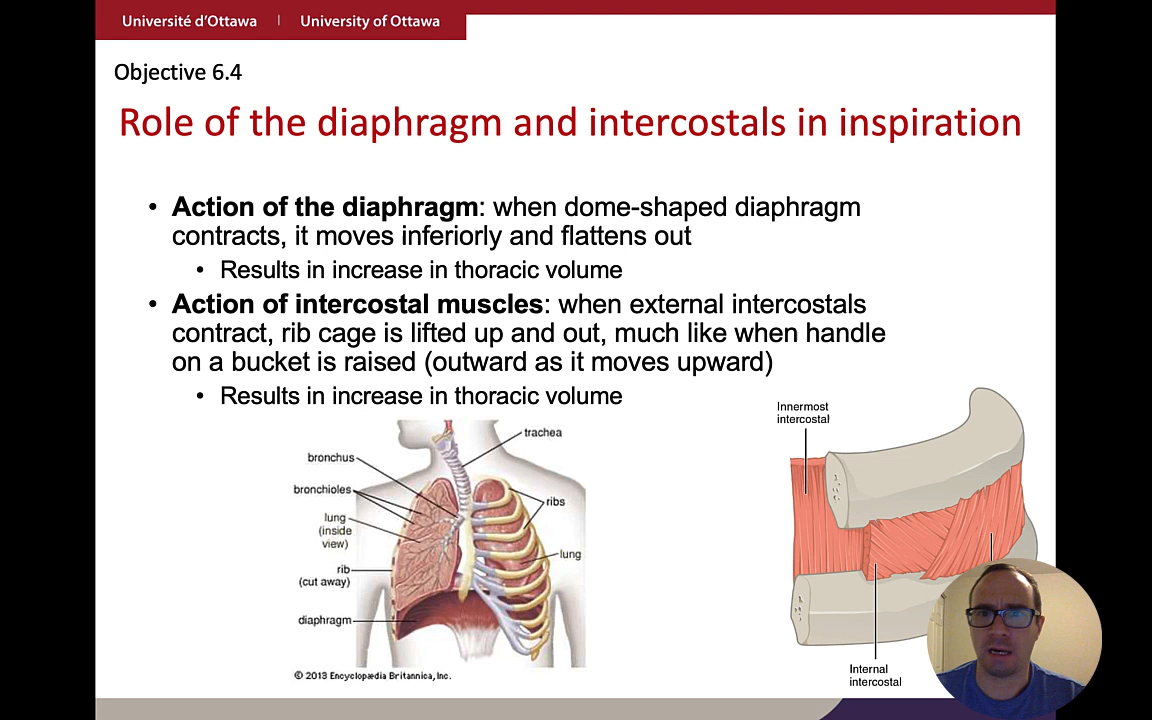 Université d'Ottawa | University of Ottawa
Objective 6.4
Role of the diaphragm and intercostals in inspiration
• Action of the diaphragm: when dome-shaped diaphragm
contracts, it moves inferiorly and flattens out
• Results in increase in thoracic volume
• Action of intercostal muscles: when external intercostals
contract, rib cage is lifted up and out, much like when handle
on a bucket is raised (outward as it moves upward)
• Results in increase in thoracic volume
trachea
bronchus
bronchioles
ribs
lung
(inside
view)
lung
rib
(cut away)
diaphragm
© 2013 Encyclopædia Britannica, Inc.
Innermost
intercostal
Internal
intercostal